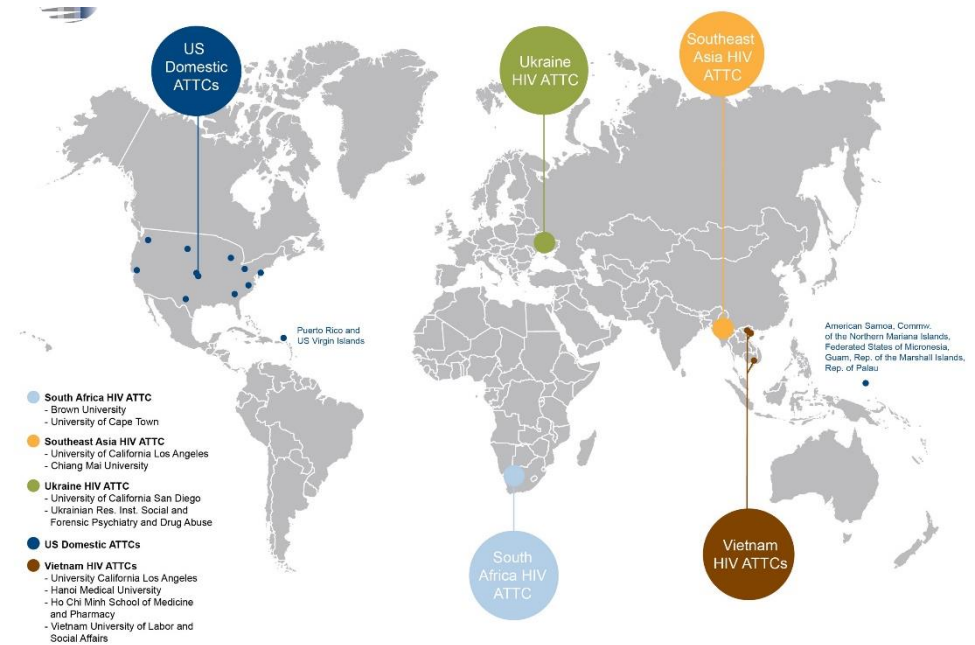 US
Domestic
ATTCs
Ukraine
HIV ATTC
Southeast
Asia HIV
ATTC
Puerto Rico and
US Virgin Islands
American Samoa, Commw.
of the Northern Mariana Islands,
Federated States of Micronesia,
Guam, Rep. of the Marshall Islands,
Rep. of Palau
South Africa HIV ATTC
- Brown University
- University of Cape Town
Southeast Asia HIV ATTC
- University of California Los Angeles
- Chiang Mai University
Ukraine HIV ATTC
- University of California San Diego
- Ukrainian Res. Inst. Social and
Forensic Psychiatry and Drug Abuse
US Domestic ATTCs
Vietnam HIV ATTCs
- University California Los Angeles
- Hanoi Medical University
- Ho Chi Minh School of Medicine
and Pharmacy
- Vietnam University of Labor and
Social Affairs
South
Africa HIV
ATTC
Vietnam
HIV ATTCs